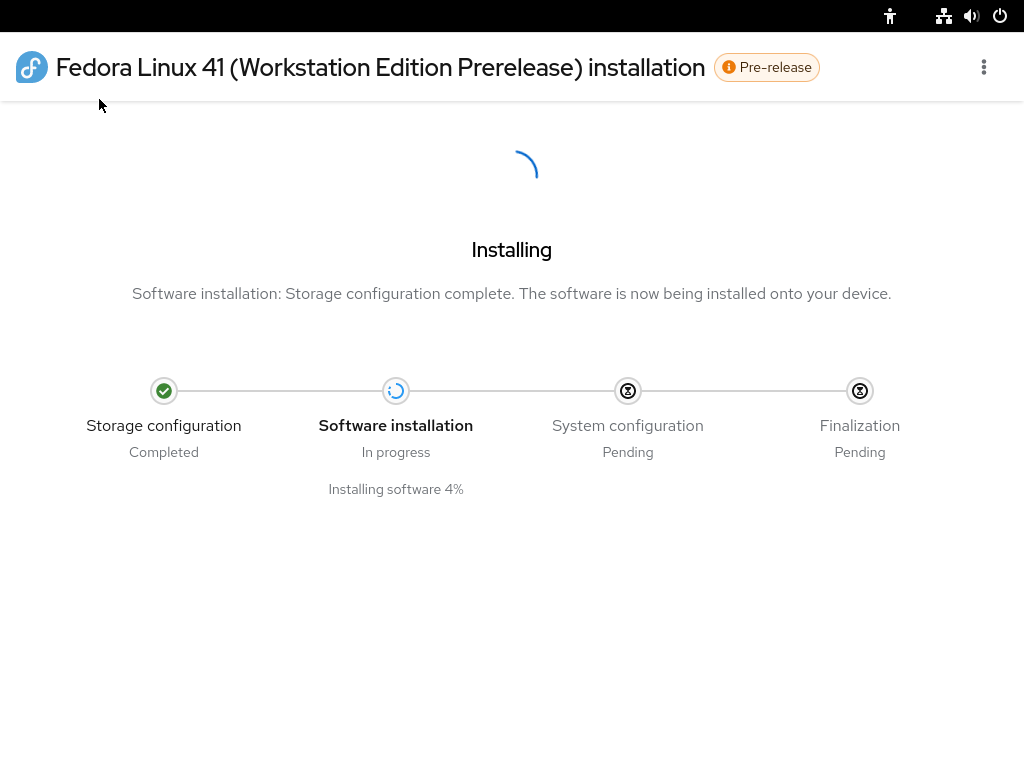 Fedora Linux 41 (Workstation Edition Prerelease) installation
Pre-release
Installing
Software installation: Storage configuration complete. The software is now being installed onto your device.
Storage configuration
Completed
Software installation
In progress
Installing software 4%
System configuration
Pending
Finalization
Pending